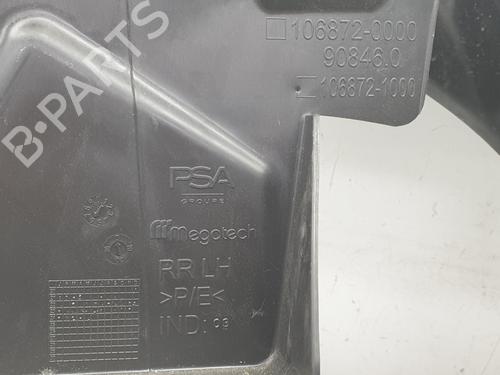 106872-0000
90846.0
106872-1000
B-PARTS
PSA
GROUPE
megatech
RR LH
>P/E<
IND: 09